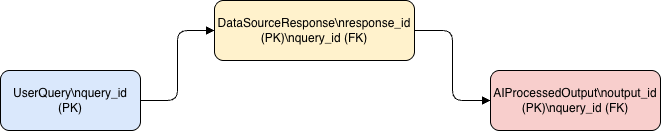 DataSourceResponse\nresponse_id
(PK)\nquery_id (FK)
UserQuery\nquery_id
(PK)
AIProcessedOutput\noutput_id
(PK)\nquery_id (FK)